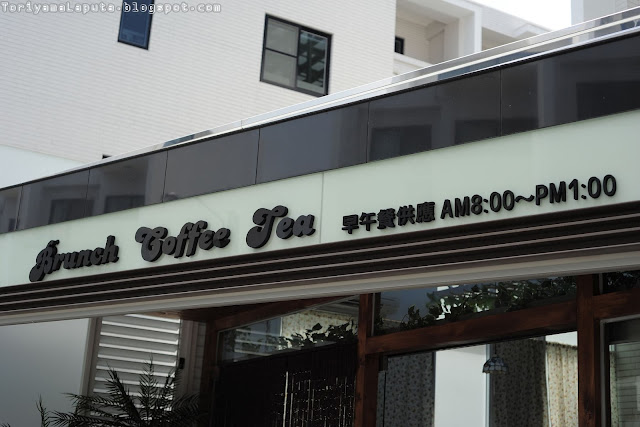 ToriyamaLaputa.blogspot.com
Brunch Coffee Tea 早午餐供應 AM8:00～PM1:00